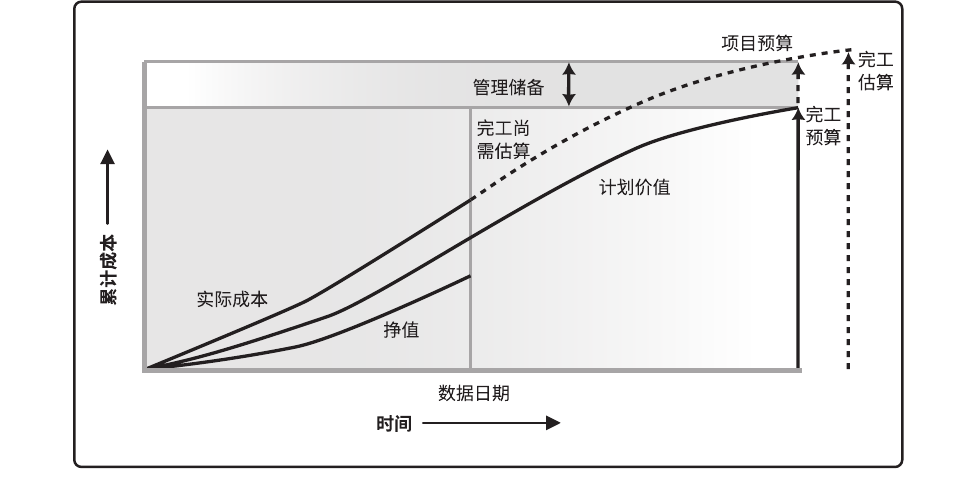 项目预算
完工
估算
管理储备
完工
预算
完工尚
需估算
计划价值
累计成本
实际成本
挣值
数据日期
时间